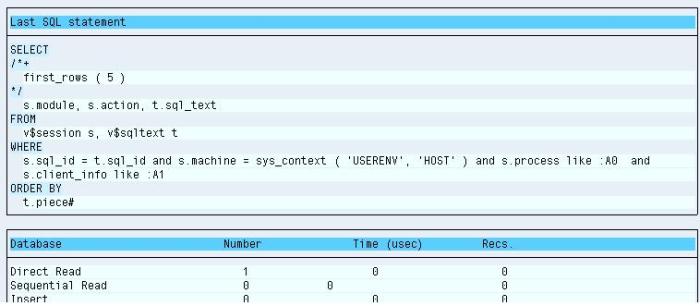 Last SQL statement
SELECT
/*+
first_rows ( 5 )
*/
s.module, s.action, t.sql_text
FROM
v$session s, v$sqltext t
WHERE
s.sql_id = t.sql_id and s.machine = sys_context ( 'USERENV', 'HOST' ) and s.process like :A0 and
s.client_info like :A1
ORDER BY
t.piece#
Database Number Time (usec) Recs.
Direct Read 1 0 0
Sequential Read 0 0 0
Insert 0 0 0